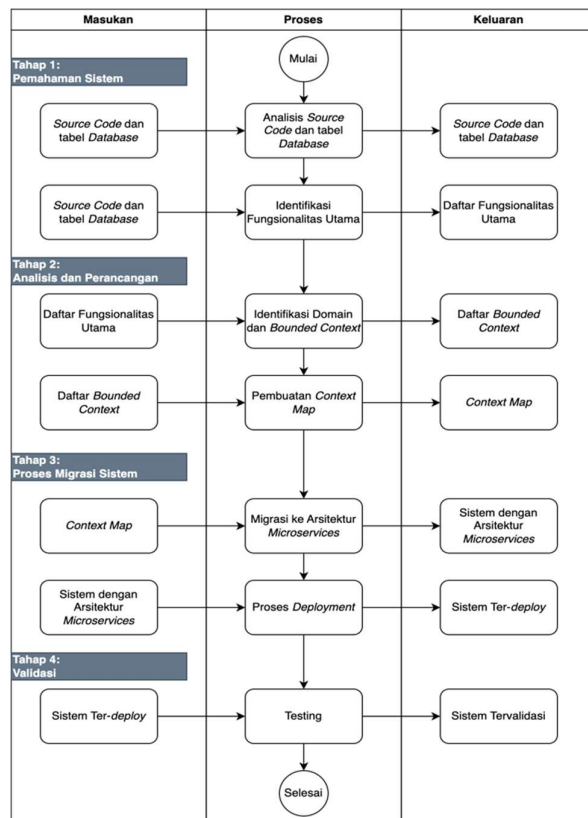 Masukan
Proses
Keluaran
Tahap 1:
Pemahaman Sistem
Mulai
Source Code dan
tabel Database
Analisis Source
Code dan tabel
Database
Source Code dan
tabel Database
Source Code dan
tabel Database
Identifikasi
Fungsionalitas Utama
Daftar Fungsionalitas
Utama
Tahap 2:
Analisis dan Perancangan
Daftar Fungsionalitas
Utama
Identifikasi Domain
dan Bounded Context
Daftar Bounded
Context
Daftar Bounded
Context
Pembuatan Context
Map
Context Map
Tahap 3:
Proses Migrasi Sistem
Context Map
Migrasi ke Arsitektur
Microservices
Sistem dengan
Arsitektur
Microservices
Sistem dengan
Arsitektur
Microservices
Proses Deployment
Sistem Ter-deploy
Tahap 4:
Validasi
Sistem Ter-deploy
Testing
Sistem Tervalidasi
Selesai